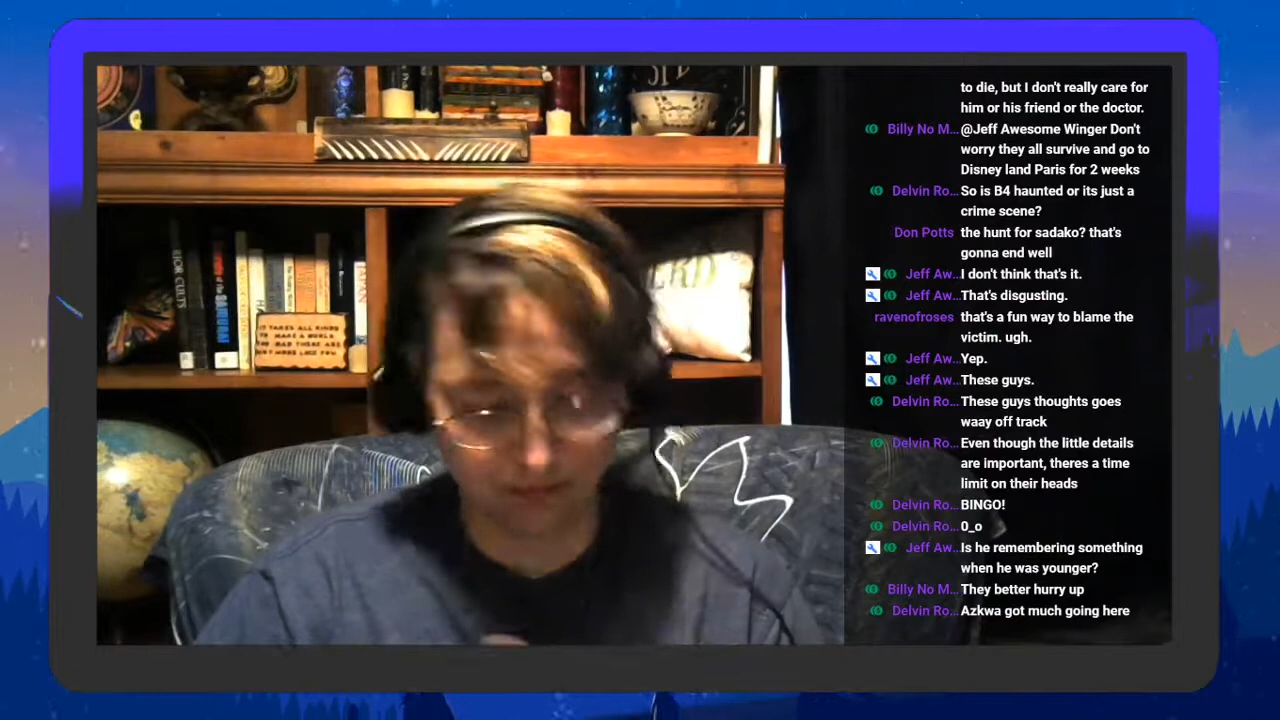 IT TAKES ALL KINDS
TO MAKE A WORLD
SAMURAI
to die, but I don't really care for
him or his friend or the doctor.
Billy No M... @Jeff Awesome Winger Don't
worry they all survive and go to
Disney land Paris for 2 weeks
Delvin Ro... So is B4 haunted or its just a
crime scene?
Don Potts the hunt for sadako? that's
gonna end well
Jeff Aw... I don't think that's it.
Jeff Aw... That's disgusting.
ravenofroses that's a fun way to blame the
victim. ugh.
Jeff Aw... Yep.
Jeff Aw... These guys.
Delvin Ro... These guys thoughts goes
waay off track
Delvin Ro... Even though the little details
are important, theres a time
limit on their heads
Delvin Ro... BINGO!
Delvin Ro... 0_o
Jeff Aw... Is he remembering something
when he was younger?
Billy No M... They better hurry up
Delvin Ro... Azkwa got much going here